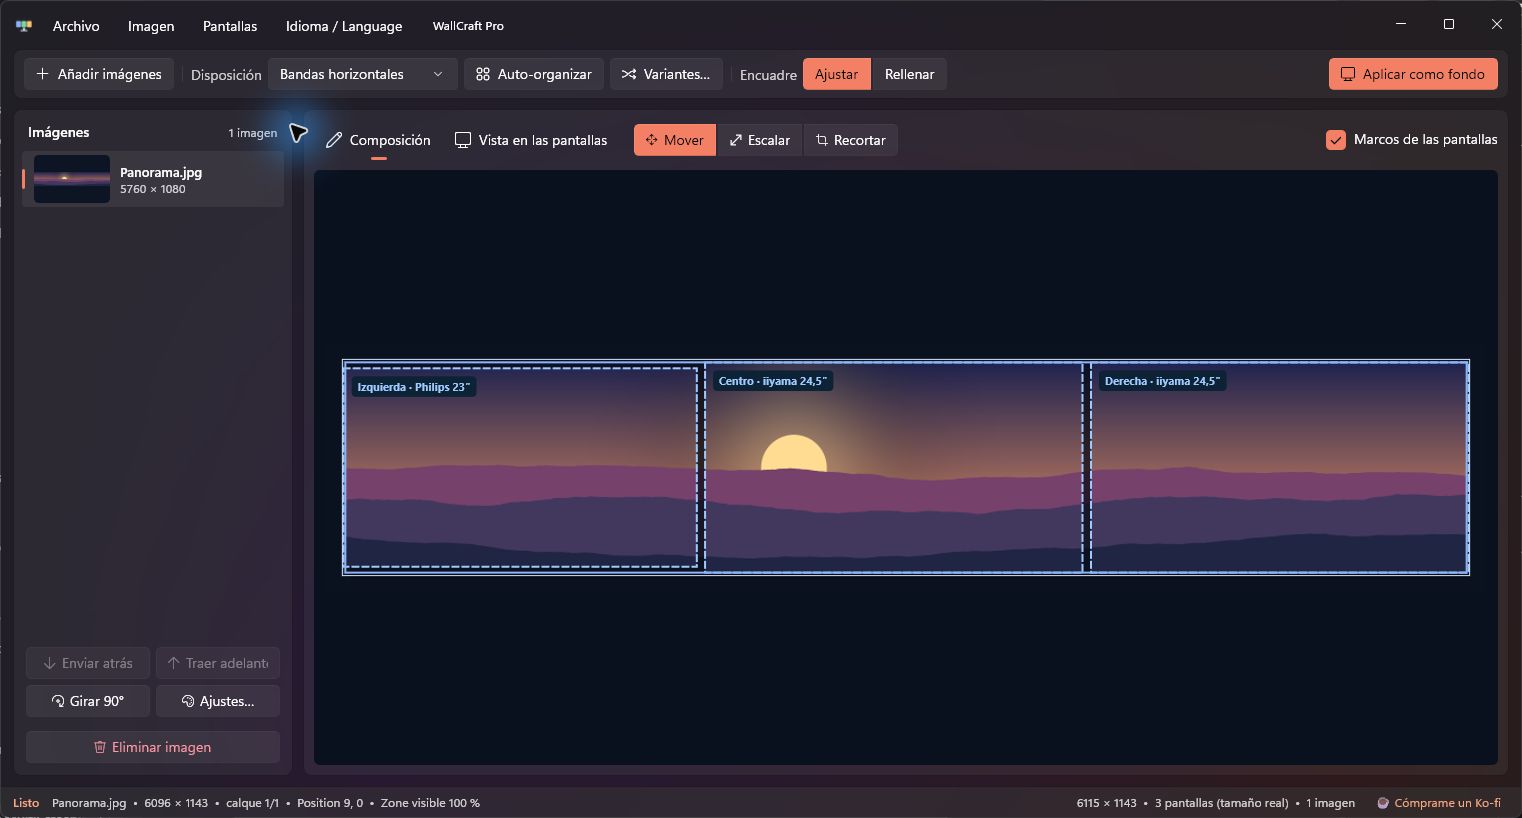 Archivo Imagen Pantallas Idioma / Language WallCraft Pro
Añadir imágenes Disposición Bandas horizontales Auto-organizar Variantes... Encuadre Ajustar Rellenar Aplicar como fondo
Imágenes 1 imagen
Composición Vista en las pantallas Mover Escalar Recortar Marcos de las pantallas
Panorama.jpg
5760 × 1080
Izquierda · Philips 23" Centro · iiyama 24,5" Derecha · iiyama 24,5"
Enviar atrás Traer adelante
Girar 90° Ajustes...
Eliminar imagen
Listo Panorama.jpg • 6096 × 1143 • calque 1/1 • Position 9, 0 • Zone visible 100 % 6115 × 1143 • 3 pantallas (tamaño real) • 1 imagen Cómprame un Ko-fi